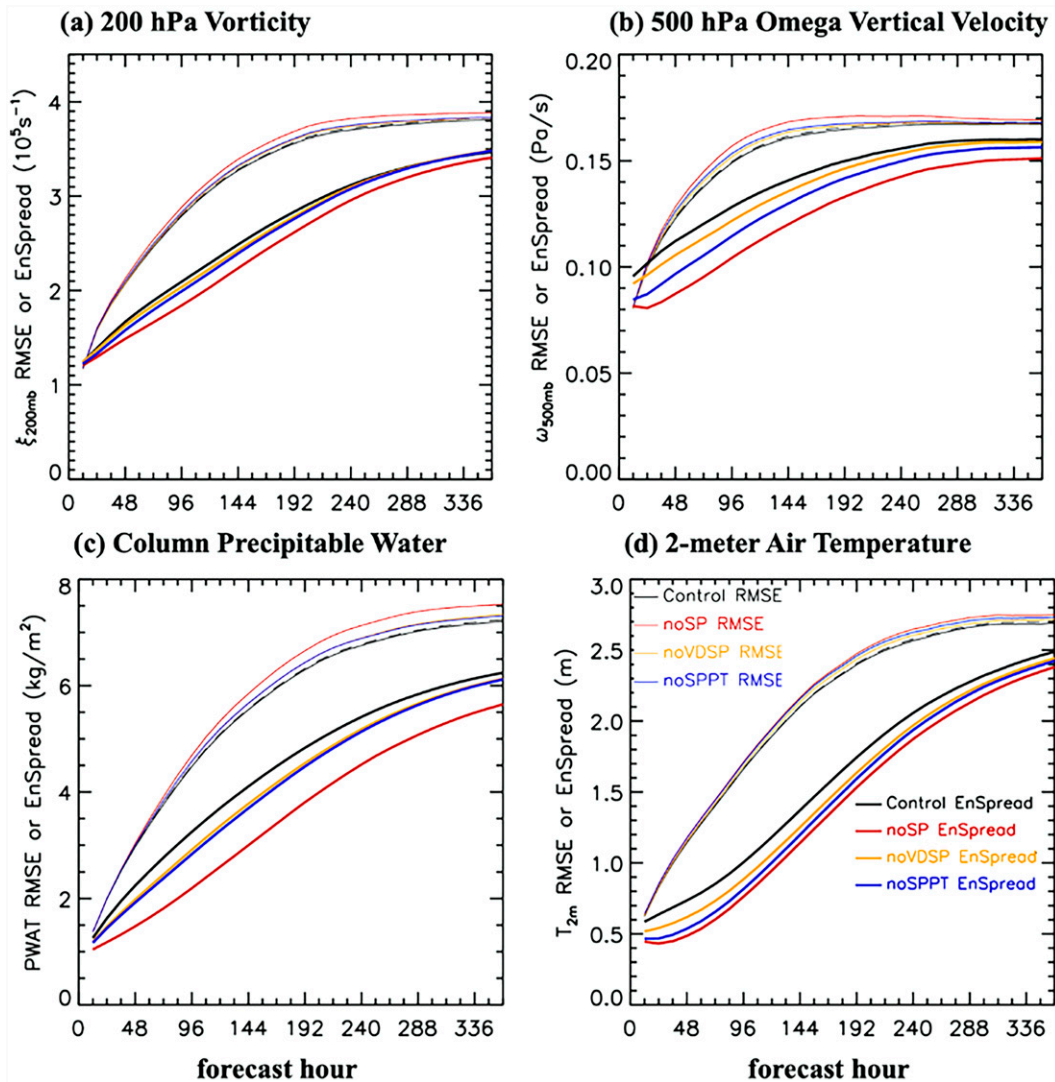 (a) 200 hPa Vorticity
ξ200mb RMSE or EnSpread (10⁵s⁻¹)
4
3
2
1
0
0 48 96 144 192 240 288 336
(b) 500 hPa Omega Vertical Velocity
ω500mb RMSE or EnSpread (Pa/s)
0.20
0.15
0.10
0.05
0.00
0 48 96 144 192 240 288 336
(c) Column Precipitable Water
PWAT RMSE or EnSpread (kg/m²)
8
6
4
2
0
0 48 96 144 192 240 288 336
forecast hour
(d) 2-meter Air Temperature
T2m RMSE or EnSpread (m)
3.0
2.5
2.0
1.5
1.0
0.5
0.0
Control RMSE
noSP RMSE
noVDSP RMSE
noSPPT RMSE
Control EnSpread
noSP EnSpread
noVDSP EnSpread
noSPPT EnSpread
0 48 96 144 192 240 288 336
forecast hour